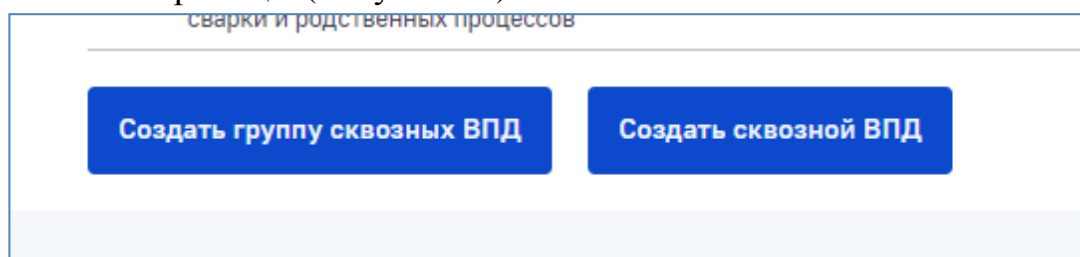 сварки и родственных процессов
Создать группу сквозных ВПД
Создать сквозной ВПД